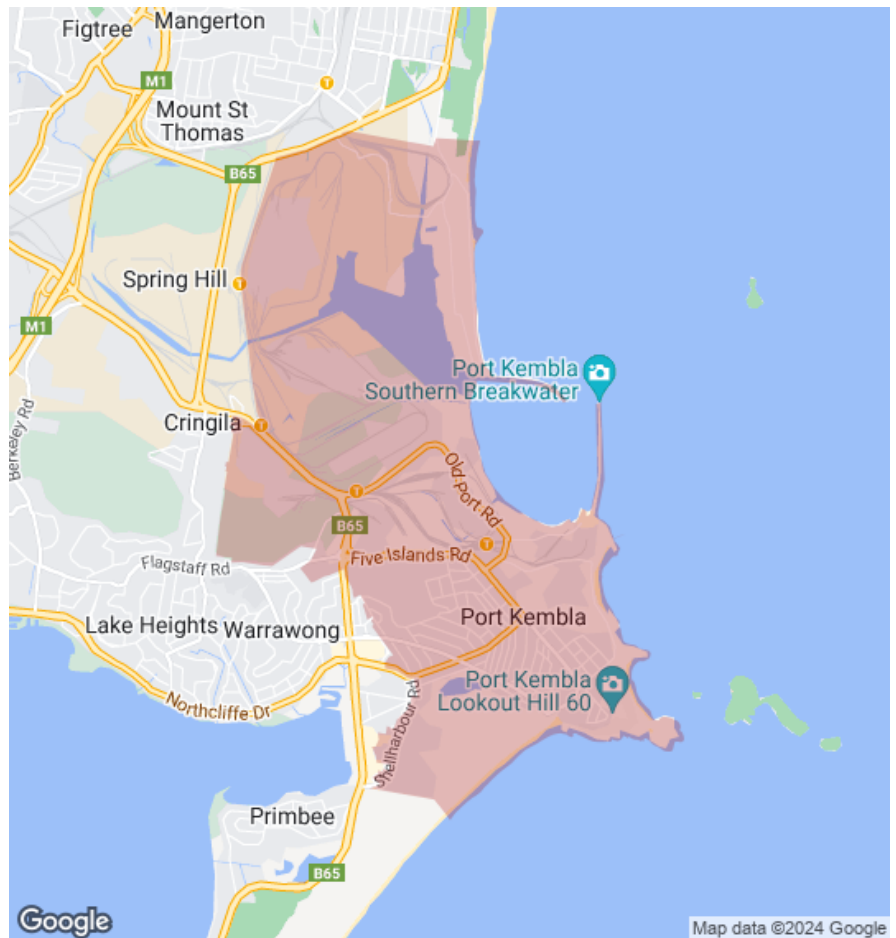 Figtree
Mangerton
M1
Mount St
Thomas
B65
Spring Hill
M1
Port Kembla
Southern Breakwater
Cringila
Berkeley Rd
Old Port Rd
B65
Flagstaff Rd
Five Islands Rd
Lake Heights
Warrawong
Port Kembla
Port Kembla
Lookout Hill 60
Northcliffe Dr
Shellharbour Rd
Primbee
B65
Google
Map data ©2024 Google
T
T
T
T
T